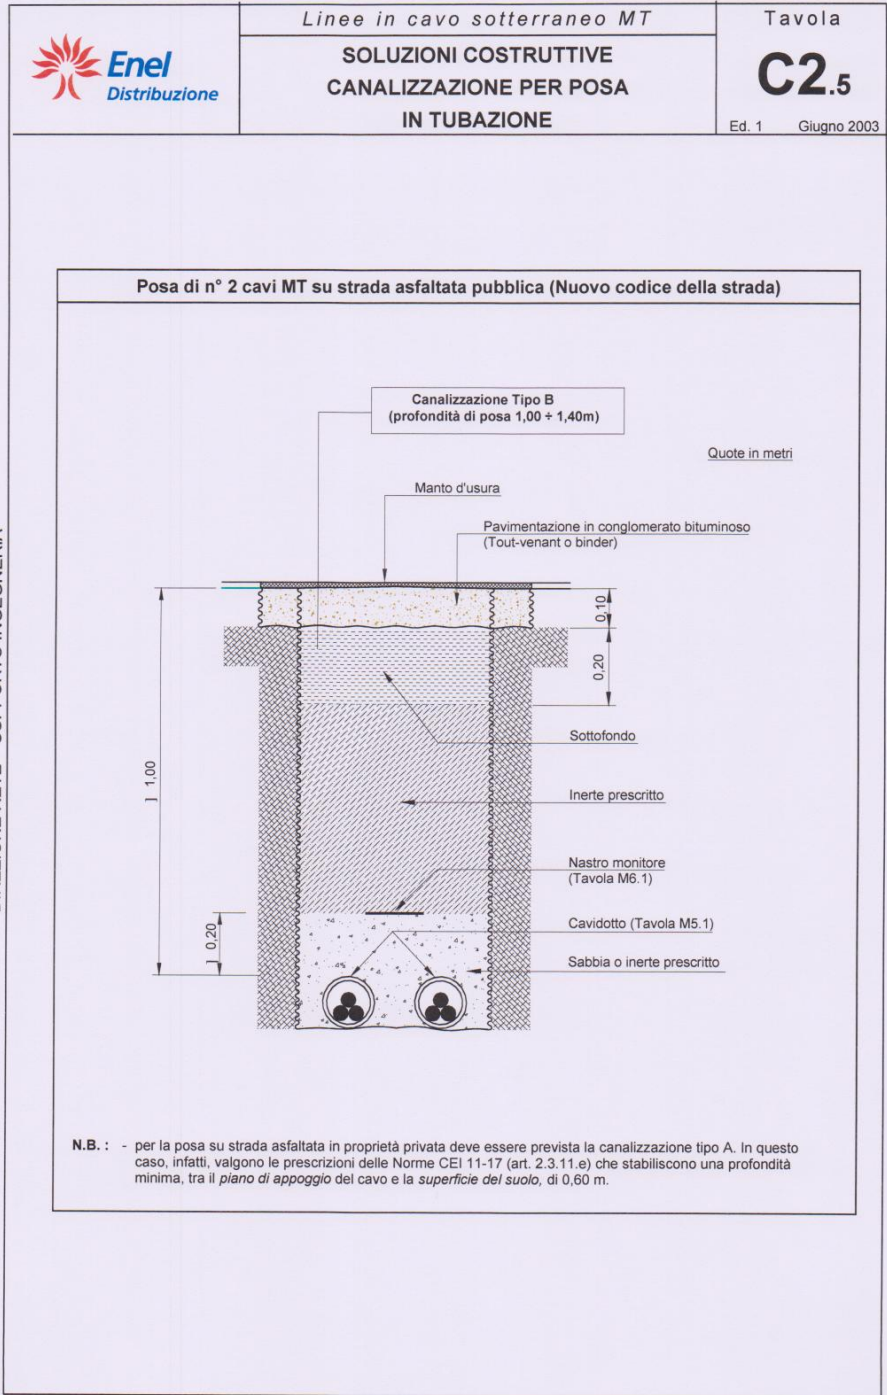 Enel
Distribuzione
Linee in cavo sotterraneo MT
SOLUZIONI COSTRUTTIVE
CANALIZZAZIONE PER POSA
IN TUBAZIONE
Tavola
C2.5
Ed. 1 Giugno 2003
Posa di n° 2 cavi MT su strada asfaltata pubblica (Nuovo codice della strada)
Canalizzazione Tipo B
(profondità di posa 1,00 ÷ 1,40m)
Quote in metri
Manto d'usura
Pavimentazione in conglomerato bituminoso
(Tout-venant o binder)
0,10
0,20
Sottofondo
] 1,00
Inerte prescritto
Nastro monitore
(Tavola M6.1)
] 0,20
Cavidotto (Tavola M5.1)
Sabbia o inerte prescritto
N.B. : - per la posa su strada asfaltata in proprietà privata deve essere prevista la canalizzazione tipo A. In questo
caso, infatti, valgono le prescrizioni delle Norme CEI 11-17 (art. 2.3.11.e) che stabiliscono una profondità
minima, tra il piano di appoggio del cavo e la superficie del suolo, di 0,60 m.